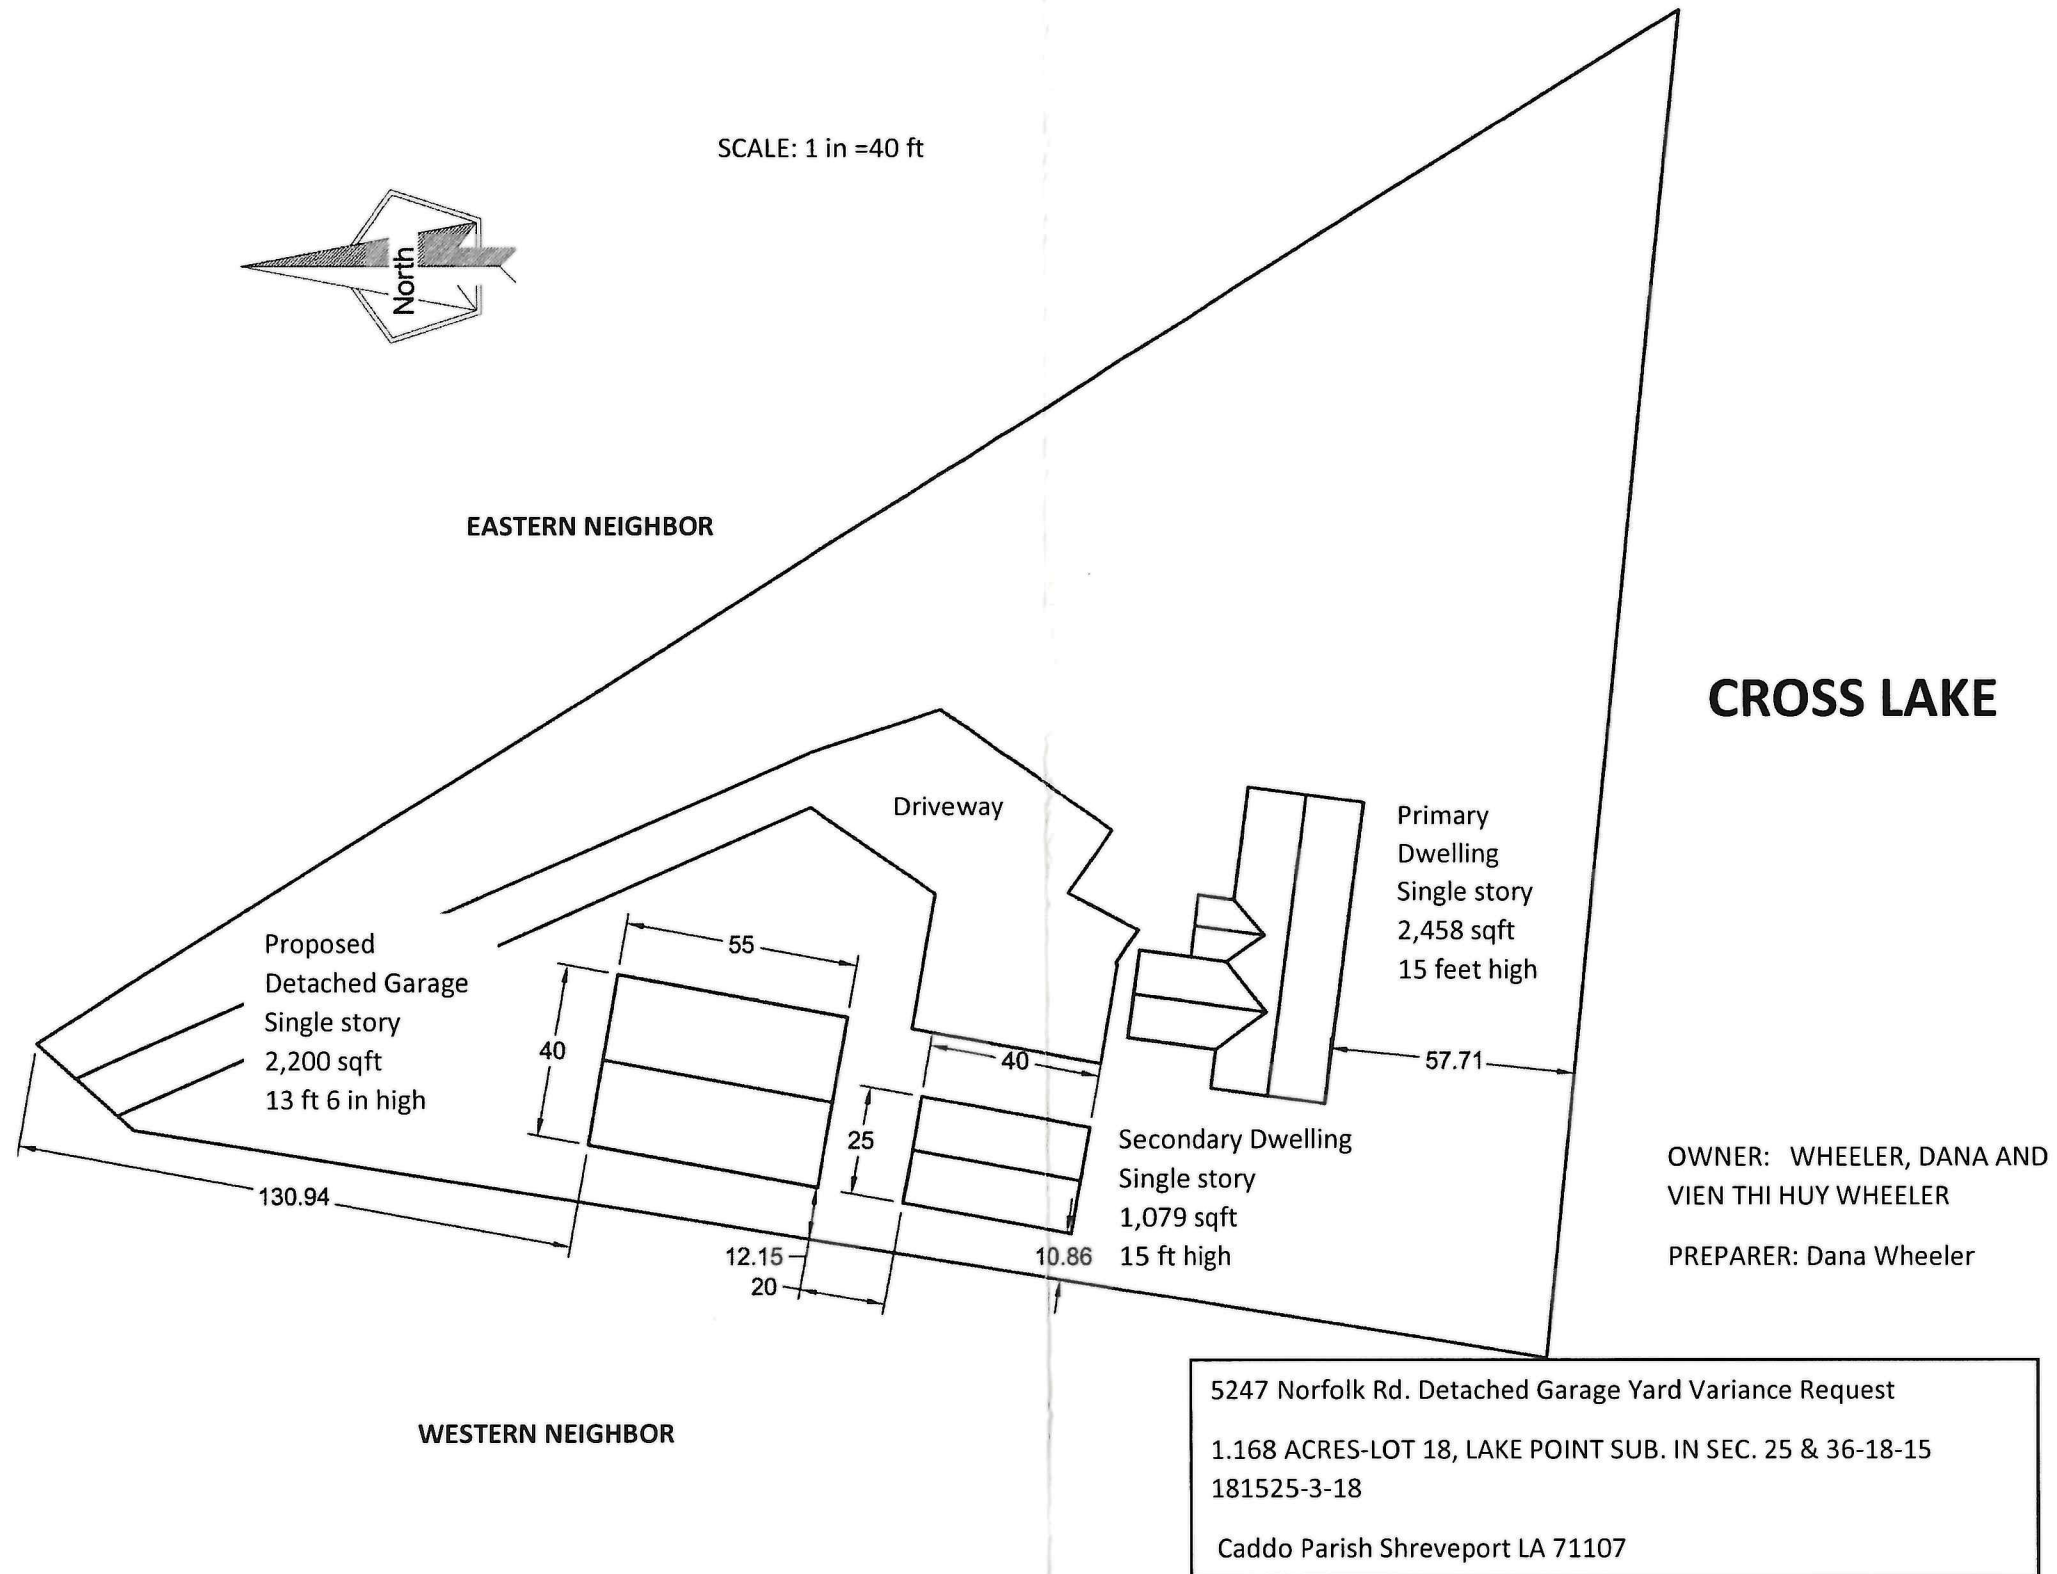 SCALE: 1 in =40 ft
North
EASTERN NEIGHBOR
CROSS LAKE
Driveway
Primary
Dwelling
Single story
2,458 sqft
15 feet high
Proposed
Detached Garage
Single story
2,200 sqft
13 ft 6 in high
55
40
40
57.71
25
Secondary Dwelling
Single story
1,079 sqft
15 ft high
130.94
12.15
20
10.86
OWNER: WHEELER, DANA AND
VIEN THI HUY WHEELER
PREPARER: Dana Wheeler
WESTERN NEIGHBOR
5247 Norfolk Rd. Detached Garage Yard Variance Request
1.168 ACRES-LOT 18, LAKE POINT SUB. IN SEC. 25 & 36-18-15
181525-3-18
Caddo Parish Shreveport LA 71107